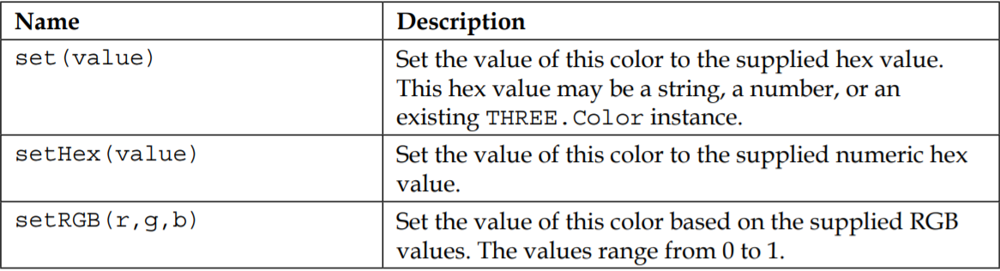 Name Description
set(value) Set the value of this color to the supplied hex value.
This hex value may be a string, a number, or an
existing THREE.Color instance.
setHex(value) Set the value of this color to the supplied numeric hex
value.
setRGB(r,g,b) Set the value of this color based on the supplied RGB
values. The values range from 0 to 1.